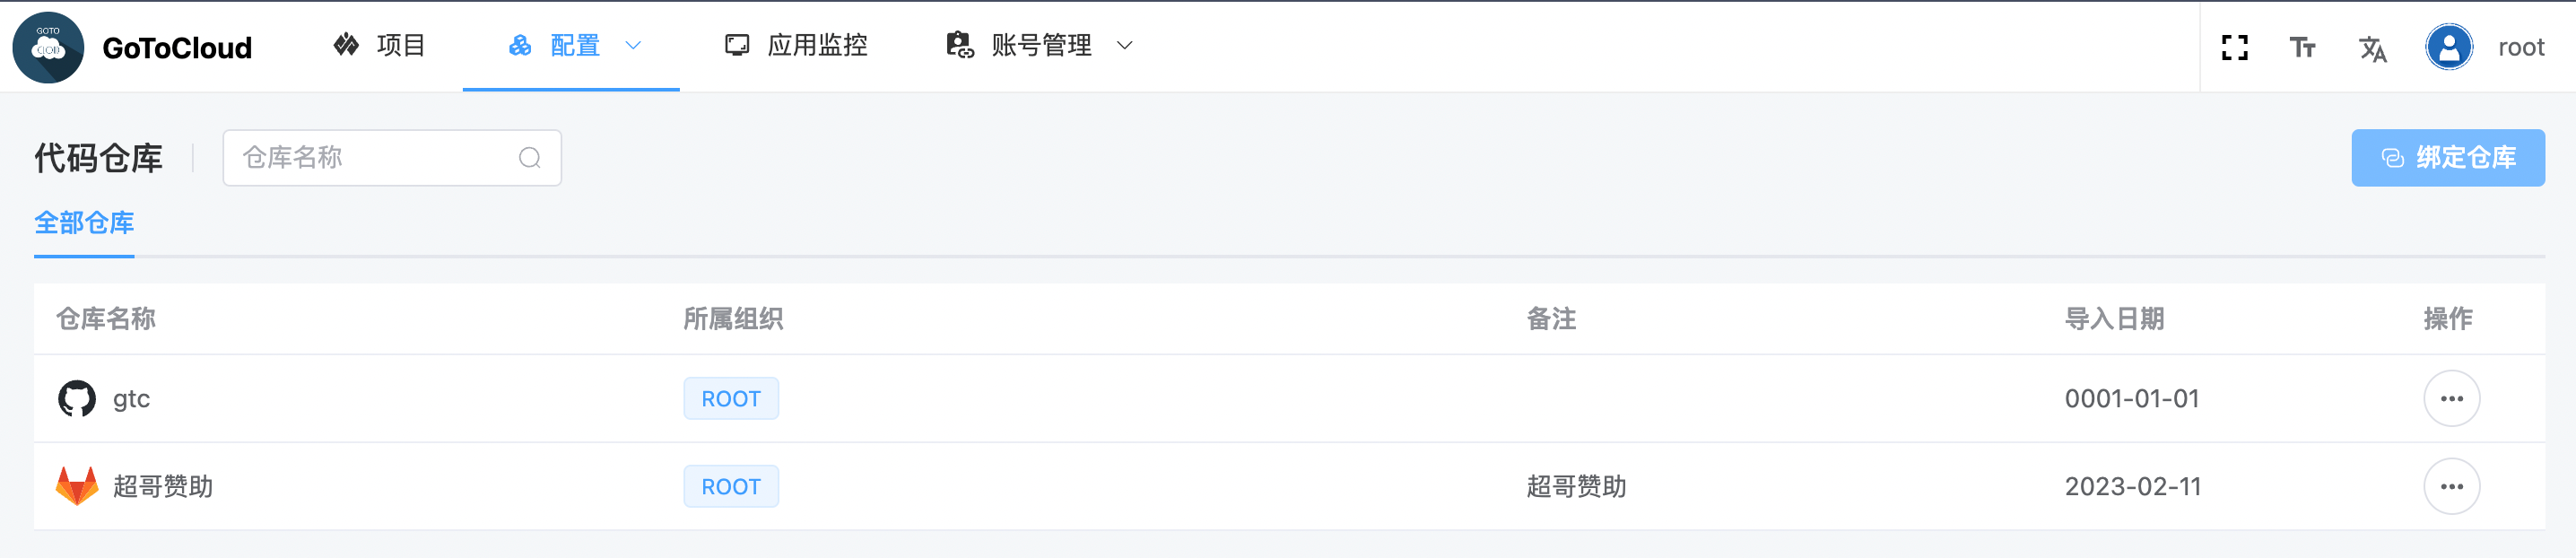 GOTO
GoToCloud 项目 配置 应用监控 账号管理 root
代码仓库 仓库名称 绑定仓库
全部仓库
仓库名称 所属组织 备注 导入日期 操作
gtc ROOT 0001-01-01
超哥赞助 ROOT 超哥赞助 2023-02-11